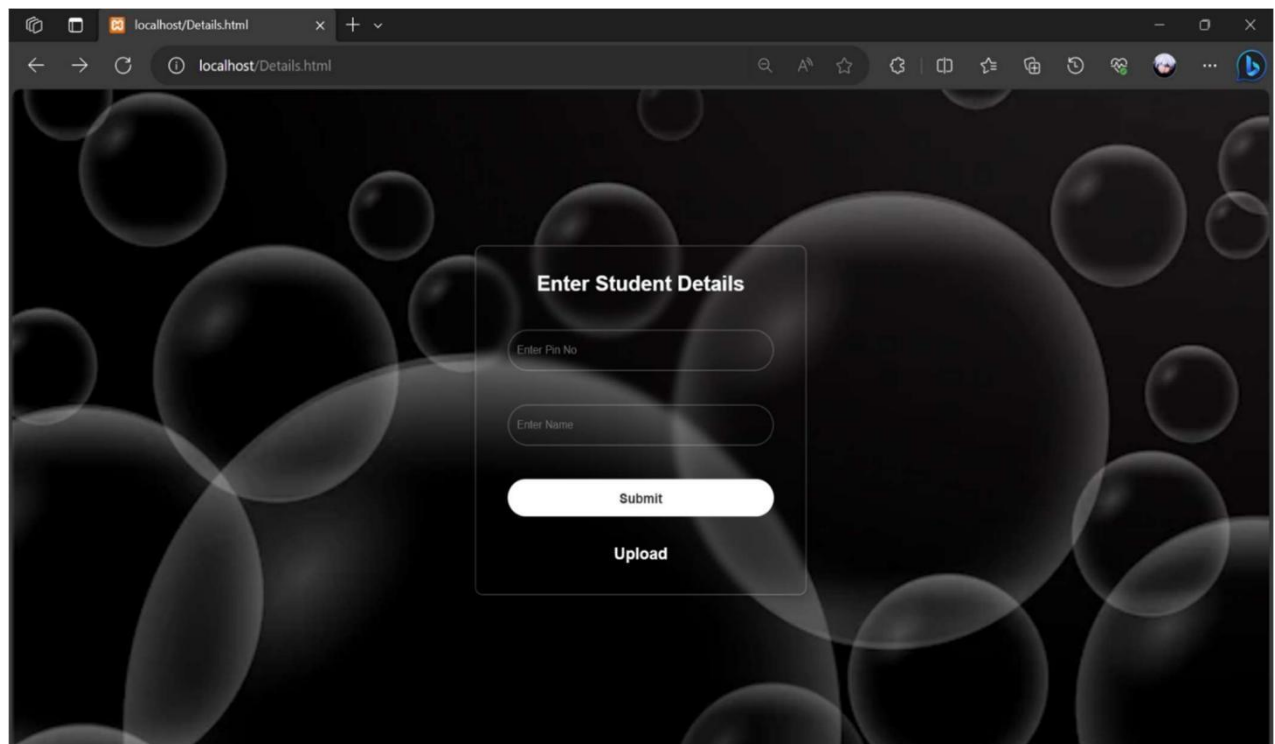 localhost/Details.html
localhost/Details.html
Enter Student Details
Enter Pin No
Enter Name
Submit
Upload